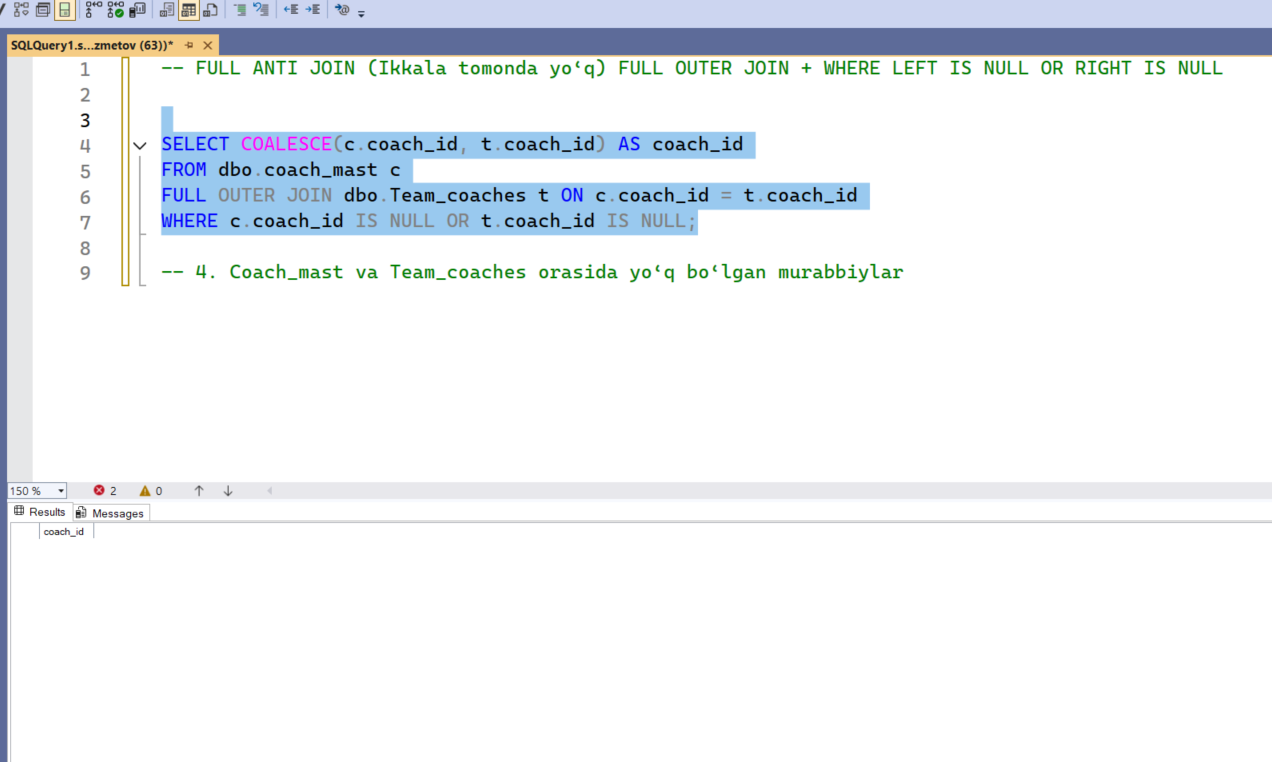 SQLQuery1.s...zmetov (63))*
1 -- FULL ANTI JOIN (Ikkala tomonda yo‘q) FULL OUTER JOIN + WHERE LEFT IS NULL OR RIGHT IS NULL
2
3
4 SELECT COALESCE(c.coach_id, t.coach_id) AS coach_id
5 FROM dbo.coach_mast c
6 FULL OUTER JOIN dbo.Team_coaches t ON c.coach_id = t.coach_id
7 WHERE c.coach_id IS NULL OR t.coach_id IS NULL;
8
9 -- 4. Coach_mast va Team_coaches orasida yo‘q bo‘lgan murabbiylar
150 % 2 0
Results Messages
coach_id